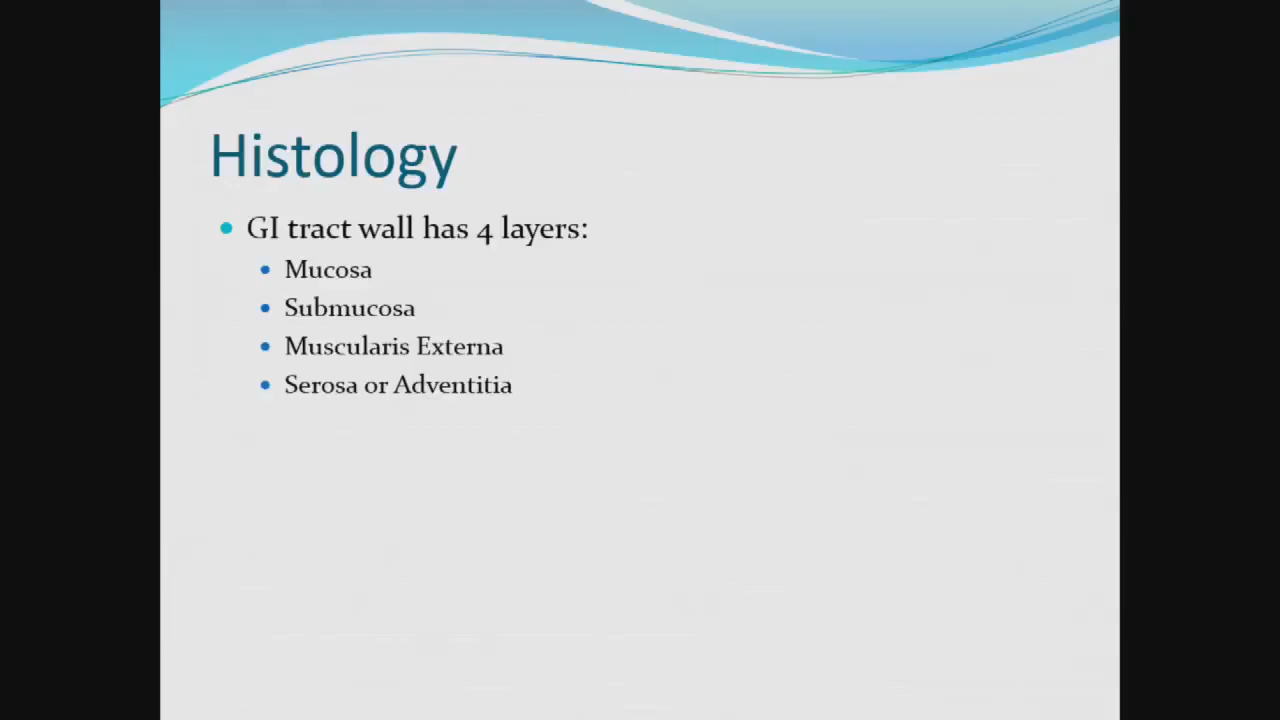 Histology
GI tract wall has 4 layers:
Mucosa
Submucosa
Muscularis Externa
Serosa or Adventitia